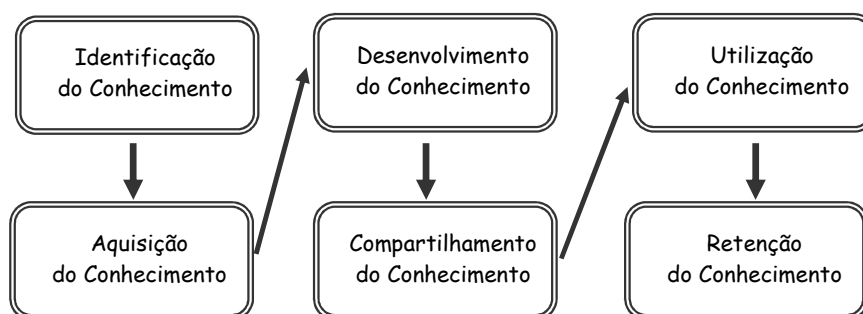 Identificação
do Conhecimento
Aquisição
do Conhecimento
Desenvolvimento
do Conhecimento
Compartilhamento
do Conhecimento
Utilização
do Conhecimento
Retenção
do Conhecimento